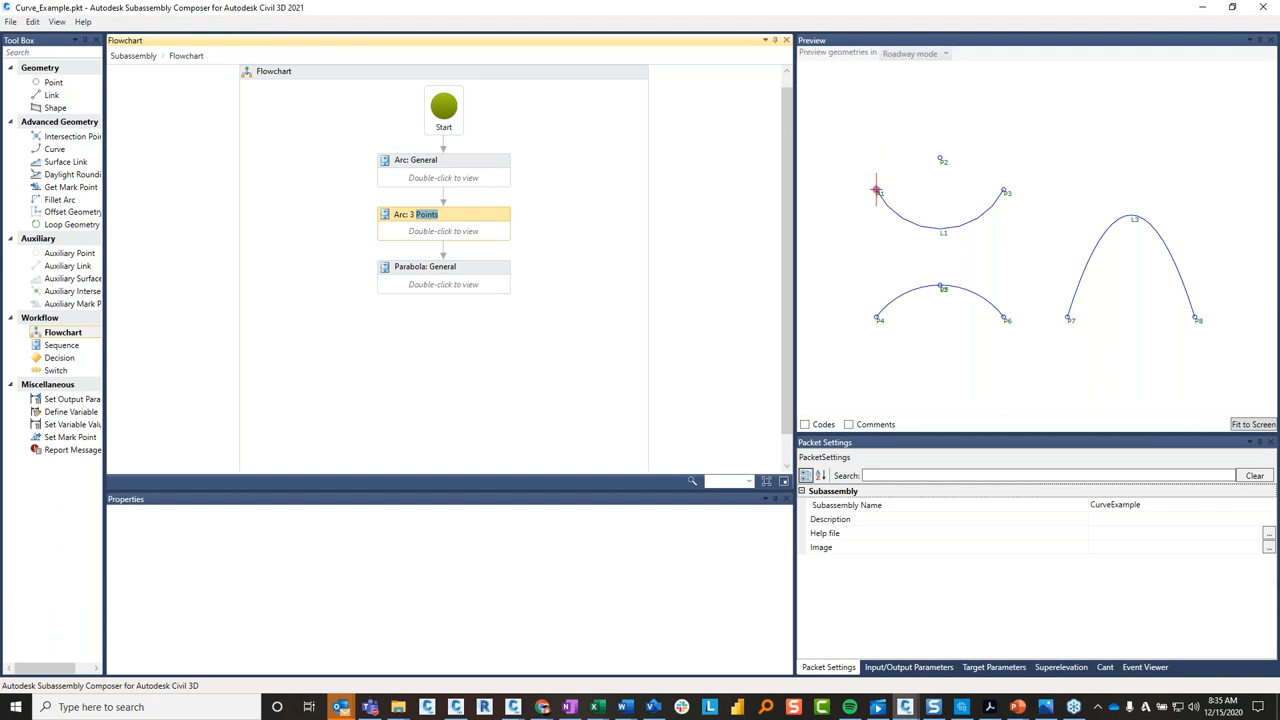 Curve_Example.pkt - Autodesk Subassembly Composer for Autodesk Civil 3D 2021
File Edit View Help
Tool Box
Search
Geometry
Point
Link
Shape
Advanced Geometry
Intersection Poin
Curve
Surface Link
Daylight Roundi
Get Mark Point
Fillet Arc
Offset Geometry
Loop Geometry
Auxiliary
Auxiliary Point
Auxiliary Link
Auxiliary Surface
Auxiliary Interse
Auxiliary Mark P
Workflow
Flowchart
Sequence
Decision
Switch
Miscellaneous
Set Output Para
Define Variable
Set Variable Valu
Set Mark Point
Report Message
Flowchart
Subassembly > Flowchart
Flowchart
Start
Arc: General
Double-click to view
Arc: 3 Points
Double-click to view
Parabola: General
Double-click to view
Properties
Preview
Preview geometries in Roadway mode
P2
P3
L1
L3
P4
P6
P7
P8
Codes Comments
Fit to Screen
Packet Settings
PacketSettings
Search:
Clear
Subassembly
Subassembly Name CurveExample
Description
Help file ...
Image ...
Packet Settings Input/Output Parameters Target Parameters Superelevation Cant Event Viewer
Autodesk Subassembly Composer for Autodesk Civil 3D
Type here to search
8:35 AM
12/15/2020